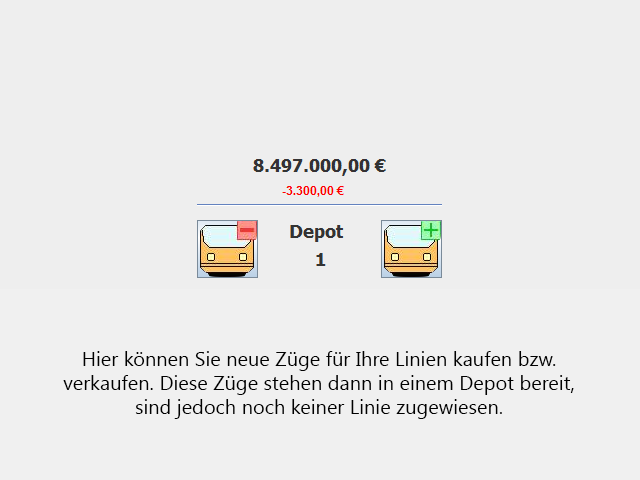 8.497.000,00 €
-3.300,00 €
Depot
1
Hier können Sie neue Züge für Ihre Linien kaufen bzw.
verkaufen. Diese Züge stehen dann in einem Depot bereit,
sind jedoch noch keiner Linie zugewiesen.